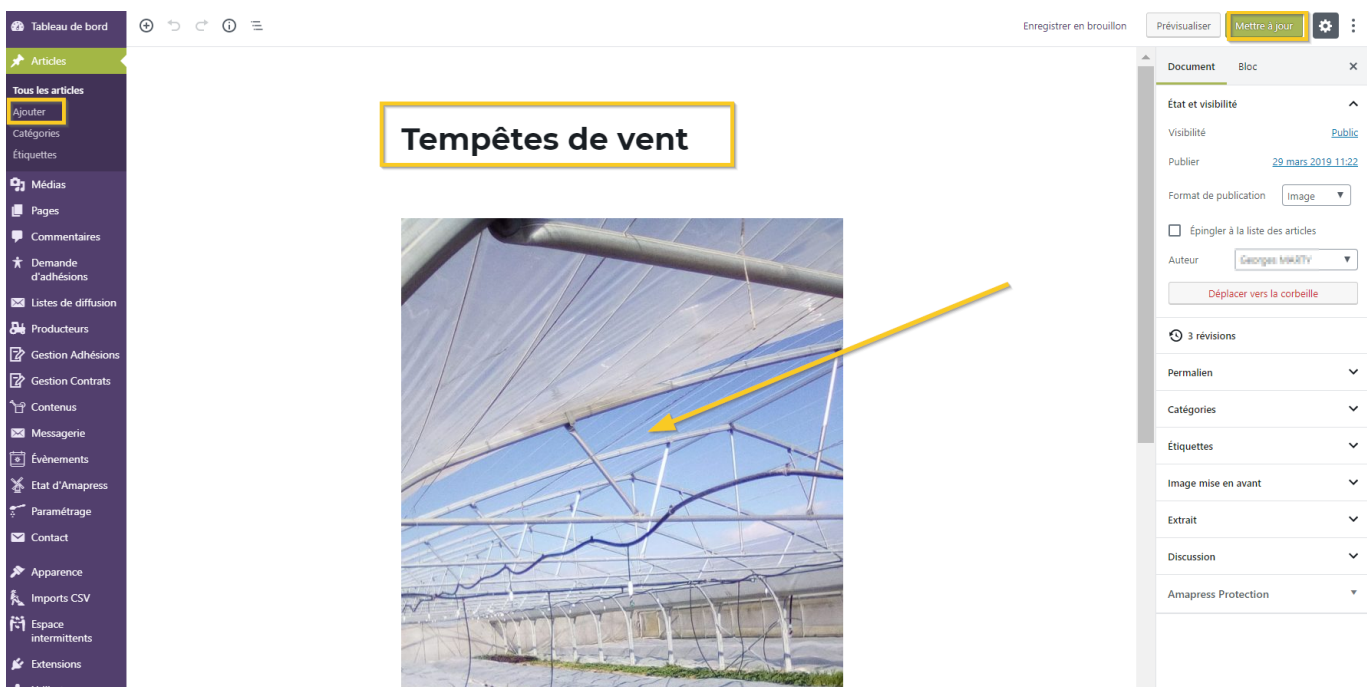 Tableau de bord
Articles
Tous les articles
Ajouter
Catégories
Étiquettes
Médias
Pages
Commentaires
Demande
d'adhésions
Listes de diffusion
Producteurs
Gestion Adhésions
Gestion Contrats
Contenus
Messagerie
Évènements
Etat d'Amapress
Paramétrage
Contact
Apparence
Imports CSV
Espace
intermittents
Extensions
Enregistrer en brouillon
Prévisualiser
Mettre à jour
Tempêtes de vent
Document Bloc
État et visibilité
Visibilité Public
Publier 29 mars 2019 11:22
Format de publication Image
Épingler à la liste des articles
Auteur
Déplacer vers la corbeille
3 révisions
Permalien
Catégories
Étiquettes
Image mise en avant
Extrait
Discussion
Amapress Protection